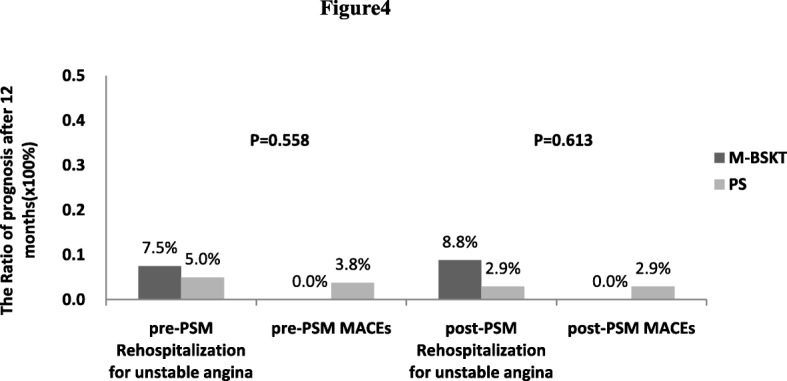 Figure4
The Ratio of prognosis after 12
months(x100%)
0.5
0.4
0.3
0.2
0.1
0.0
P=0.558
P=0.613
7.5%
5.0%
0.0%
3.8%
8.8%
2.9%
0.0%
2.9%
pre-PSM
Rehospitalization
for unstable angina
pre-PSM MACEs
post-PSM
Rehospitalization
for unstable angina
post-PSM MACEs
M-BSKT
PS